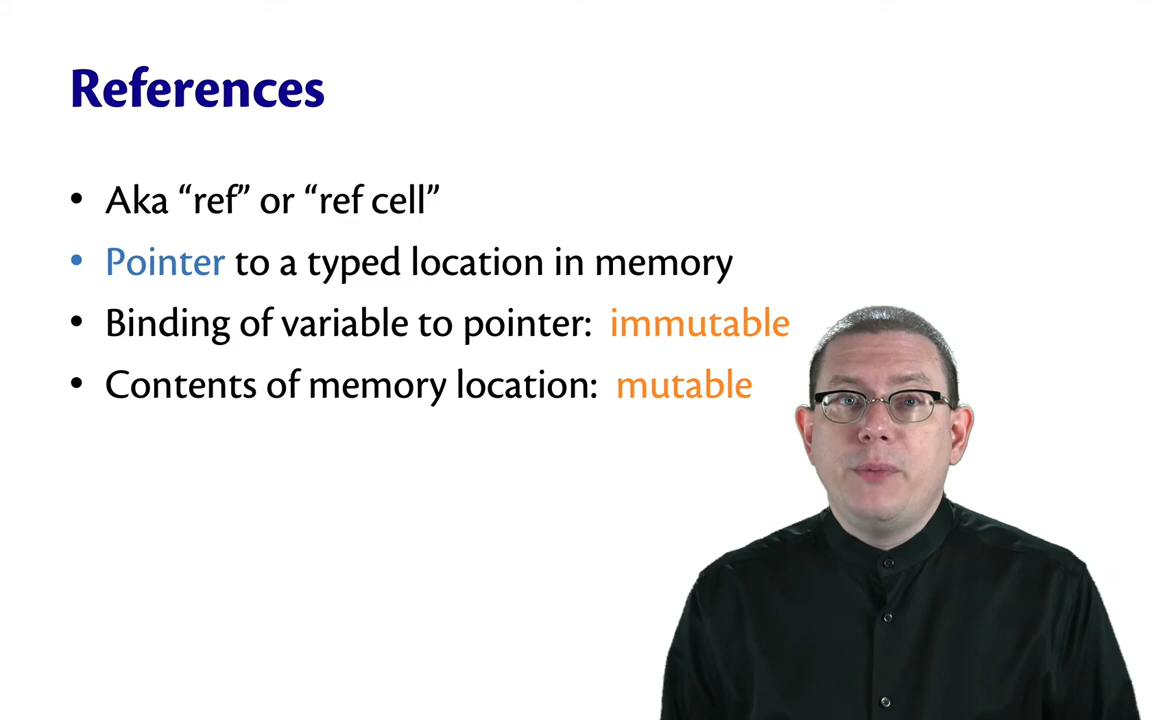 References
• Aka “ref” or “ref cell”
• Pointer to a typed location in memory
• Binding of variable to pointer: immutable
• Contents of memory location: mutable